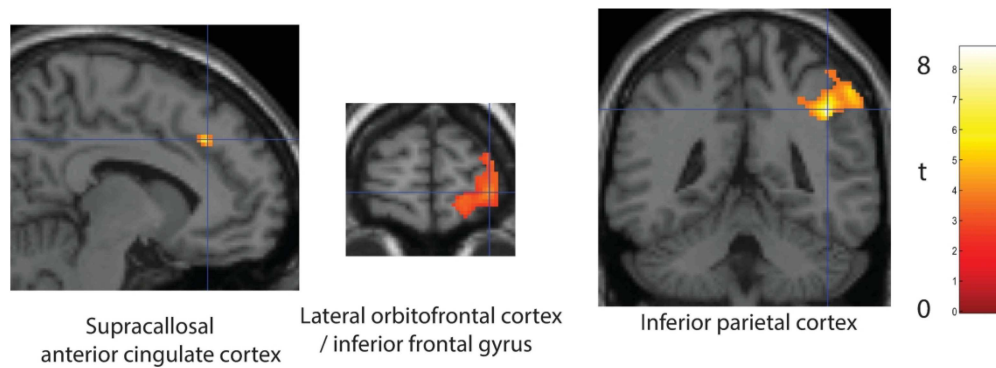 Supracallosal
anterior cingulate cortex
Lateral orbitofrontal cortex
/ inferior frontal gyrus
Inferior parietal cortex
8
t
0
8
7
6
5
4
3
2
1
0